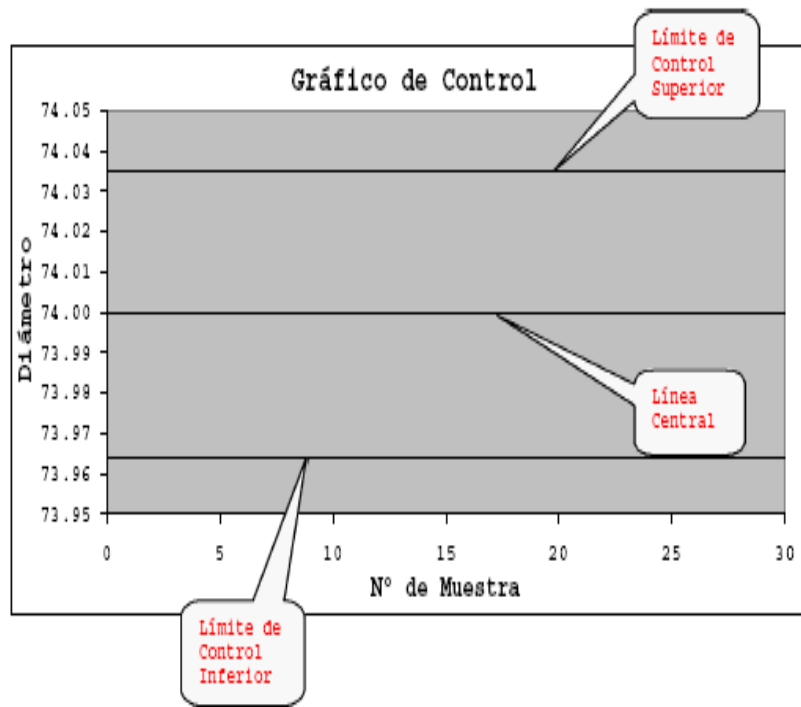 Límite de
Control
Superior
Gráfico de Control
74.05
74.04
74.03
74.02
74.01
74.00
73.99
73.98
73.97
73.96
73.95
Diámetro
Línea
Central
0 5 10 15 20 25 30
Nº de Muestra
Límite de
Control
Inferior